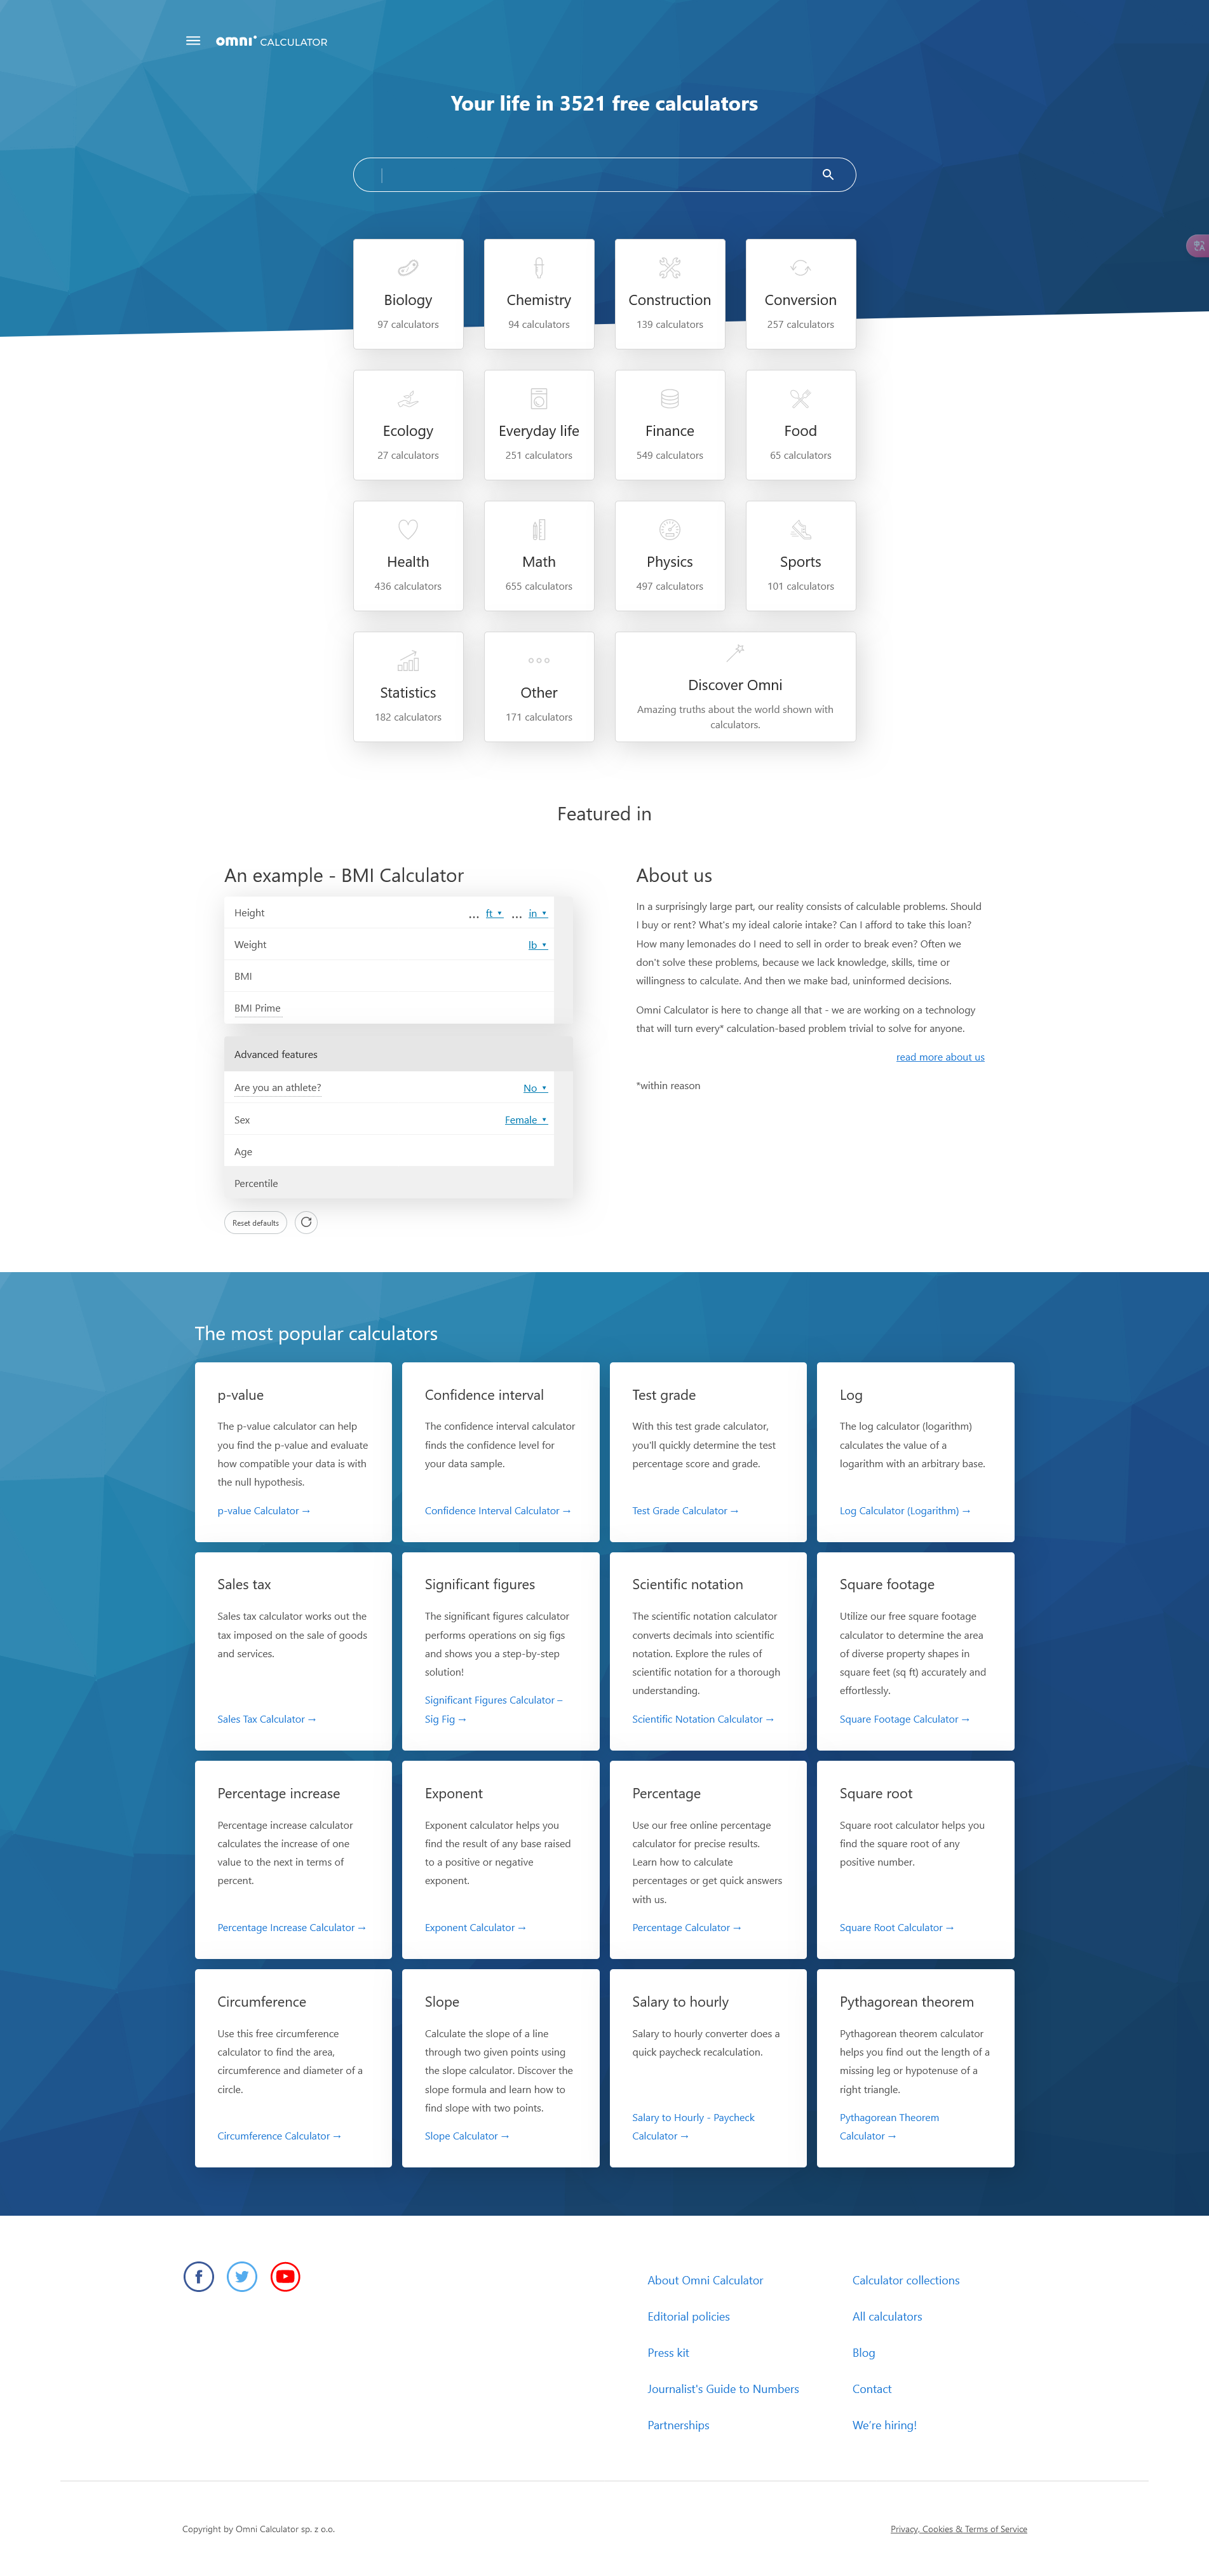 omni CALCULATOR
Your life in 3521 free calculators
Biology
97 calculators
Chemistry
94 calculators
Construction
139 calculators
Conversion
257 calculators
Ecology
27 calculators
Everyday life
251 calculators
Finance
549 calculators
Food
65 calculators
Health
436 calculators
Math
655 calculators
Physics
497 calculators
Sports
101 calculators
Statistics
182 calculators
Other
171 calculators
Discover Omni
Amazing truths about the world shown with
calculators.
Featured in
An example - BMI Calculator
Height ... ft ▾ ... in ▾
Weight lb ▾
BMI
BMI Prime
Advanced features
Are you an athlete? No ▾
Sex Female ▾
Age
Percentile
Reset defaults
About us
In a surprisingly large part, our reality consists of calculable problems. Should
I buy or rent? What's my ideal calorie intake? Can I afford to take this loan?
How many lemonades do I need to sell in order to break even? Often we
don't solve these problems, because we lack knowledge, skills, time or
willingness to calculate. And then we make bad, uninformed decisions.
Omni Calculator is here to change all that - we are working on a technology
that will turn every* calculation-based problem trivial to solve for anyone.
read more about us
*within reason
The most popular calculators
p-value
The p-value calculator can help
you find the p-value and evaluate
how compatible your data is with
the null hypothesis.
p-value Calculator →
Confidence interval
The confidence interval calculator
finds the confidence level for
your data sample.
Confidence Interval Calculator →
Test grade
With this test grade calculator,
you'll quickly determine the test
percentage score and grade.
Test Grade Calculator →
Log
The log calculator (logarithm)
calculates the value of a
logarithm with an arbitrary base.
Log Calculator (Logarithm) →
Sales tax
Sales tax calculator works out the
tax imposed on the sale of goods
and services.
Sales Tax Calculator →
Significant figures
The significant figures calculator
performs operations on sig figs
and shows you a step-by-step
solution!
Significant Figures Calculator –
Sig Fig →
Scientific notation
The scientific notation calculator
converts decimals into scientific
notation. Explore the rules of
scientific notation for a thorough
understanding.
Scientific Notation Calculator →
Square footage
Utilize our free square footage
calculator to determine the area
of diverse property shapes in
square feet (sq ft) accurately and
effortlessly.
Square Footage Calculator →
Percentage increase
Percentage increase calculator
calculates the increase of one
value to the next in terms of
percent.
Percentage Increase Calculator →
Exponent
Exponent calculator helps you
find the result of any base raised
to a positive or negative
exponent.
Exponent Calculator →
Percentage
Use our free online percentage
calculator for precise results.
Learn how to calculate
percentages or get quick answers
with us.
Percentage Calculator →
Square root
Square root calculator helps you
find the square root of any
positive number.
Square Root Calculator →
Circumference
Use this free circumference
calculator to find the area,
circumference and diameter of a
circle.
Circumference Calculator →
Slope
Calculate the slope of a line
through two given points using
the slope calculator. Discover the
slope formula and learn how to
find slope with two points.
Slope Calculator →
Salary to hourly
Salary to hourly converter does a
quick paycheck recalculation.
Salary to Hourly - Paycheck
Calculator →
Pythagorean theorem
Pythagorean theorem calculator
helps you find out the length of a
missing leg or hypotenuse of a
right triangle.
Pythagorean Theorem
Calculator →
About Omni Calculator
Editorial policies
Press kit
Journalist's Guide to Numbers
Partnerships
Calculator collections
All calculators
Blog
Contact
We're hiring!
Copyright by Omni Calculator sp. z o.o.
Privacy, Cookies & Terms of Service